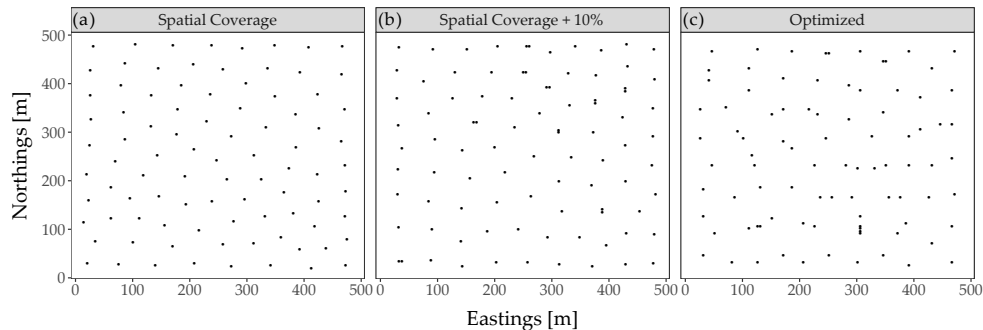 (a) Spatial Coverage
(b) Spatial Coverage + 10%
(c) Optimized
Northings [m]
500
400
300
200
100
0
0 100 200 300 400 500
0 100 200 300 400 500
0 100 200 300 400 500
Eastings [m]